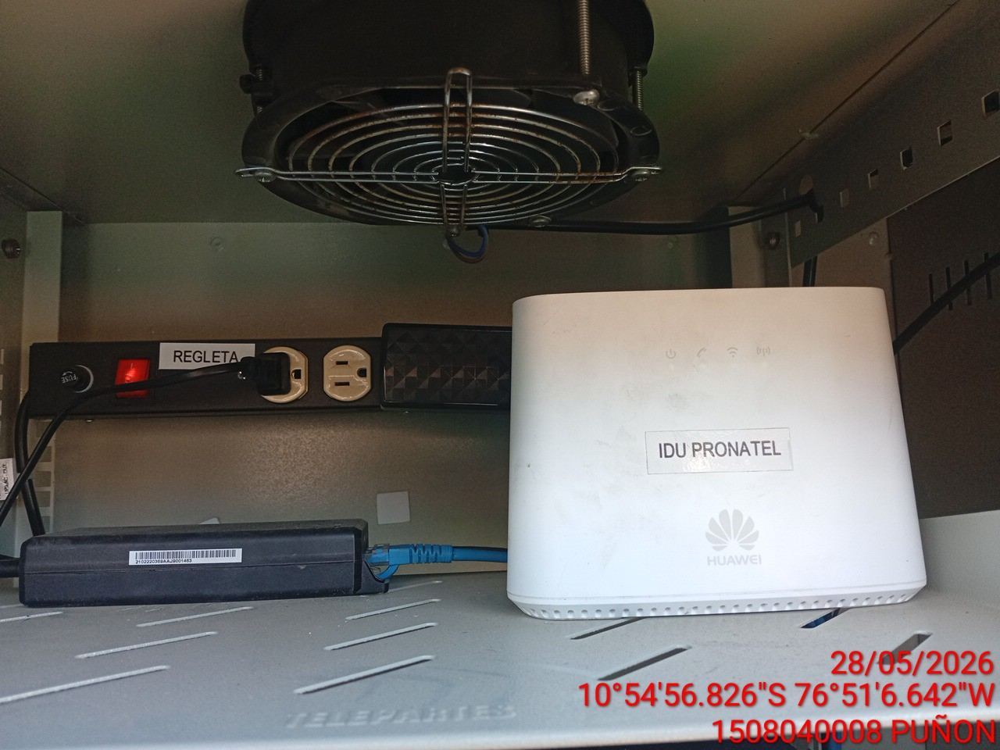 REGLETA
FUSE
IDU PRONATEL
2102220369AAJ9001463
HUAWEI
TELEPARTES
28/05/2026
10°54'56.826"S 76°51'6.642"W
1508040008 PUÑON